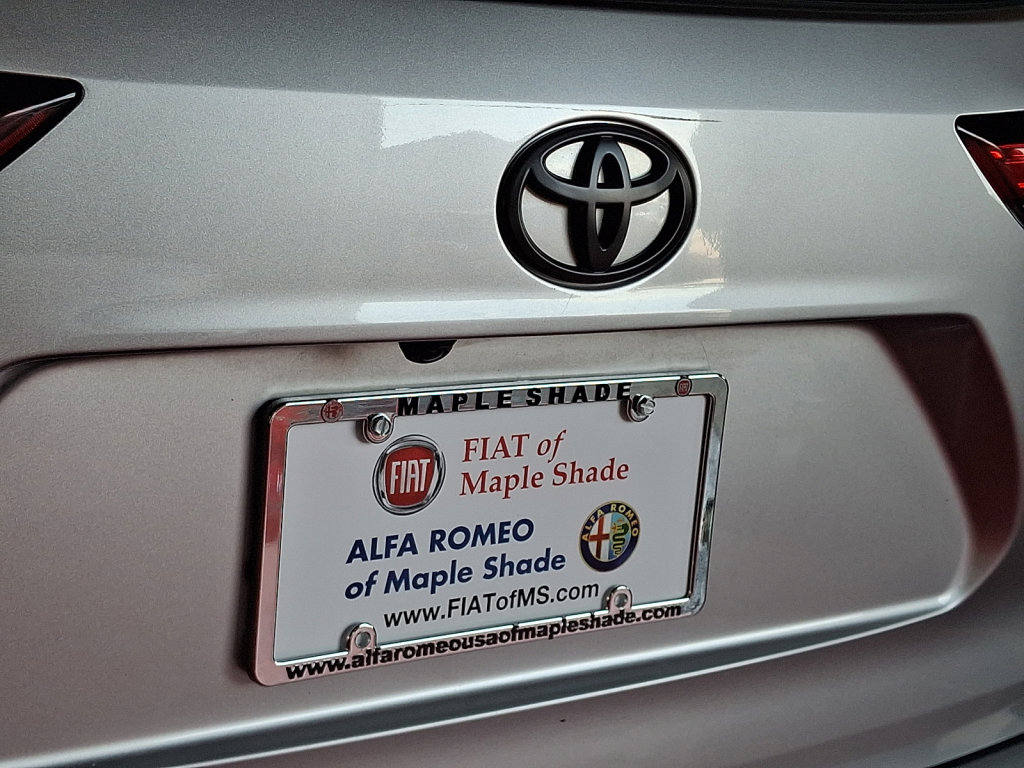 MAPLE SHADE
FIAT
FIAT of
Maple Shade
ALFA ROMEO
of Maple Shade
ALFA ROMEO
www.FIATofMS.com
www.alfaromeousaofmapleshade.com